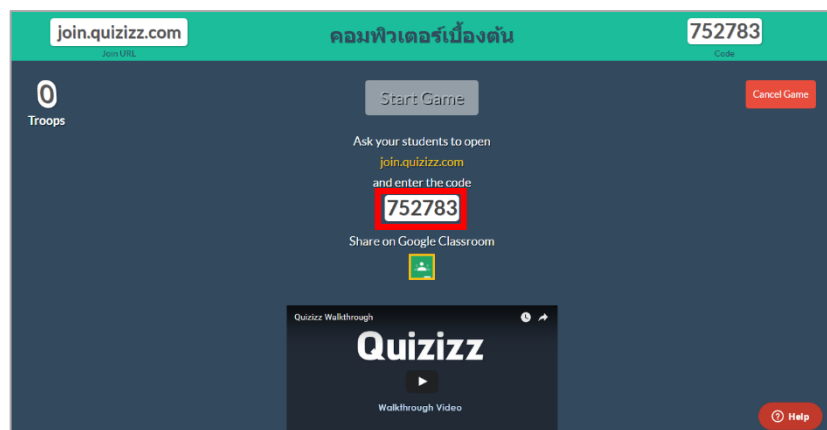 join.quizizz.com
Join URL
คอมพิวเตอร์เบื้องต้น
752783
Code
0
Troops
Start Game
Cancel Game
Ask your students to open
join.quizizz.com
and enter the code
752783
Share on Google Classroom
Quizizz Walkthrough
Quizizz
Walkthrough Video
Help